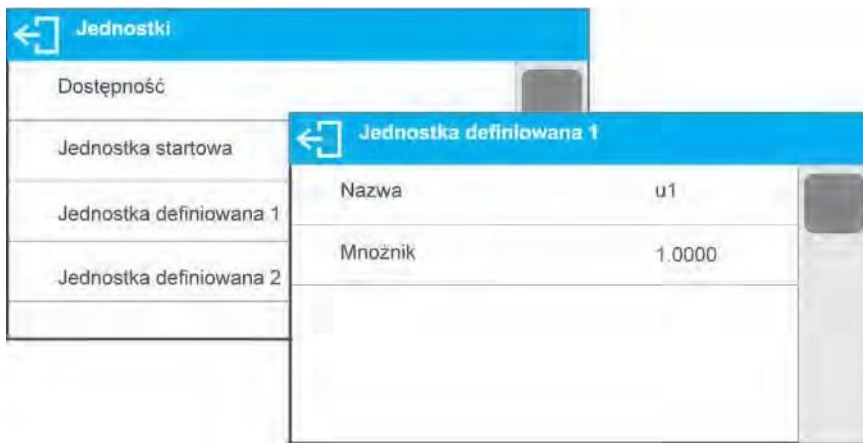 Jednostki
Dostępność
Jednostka startowa
Jednostka definiowana 1
Jednostka definiowana 2
Jednostka definiowana 1
Nazwa u1
Mnożnik 1.0000